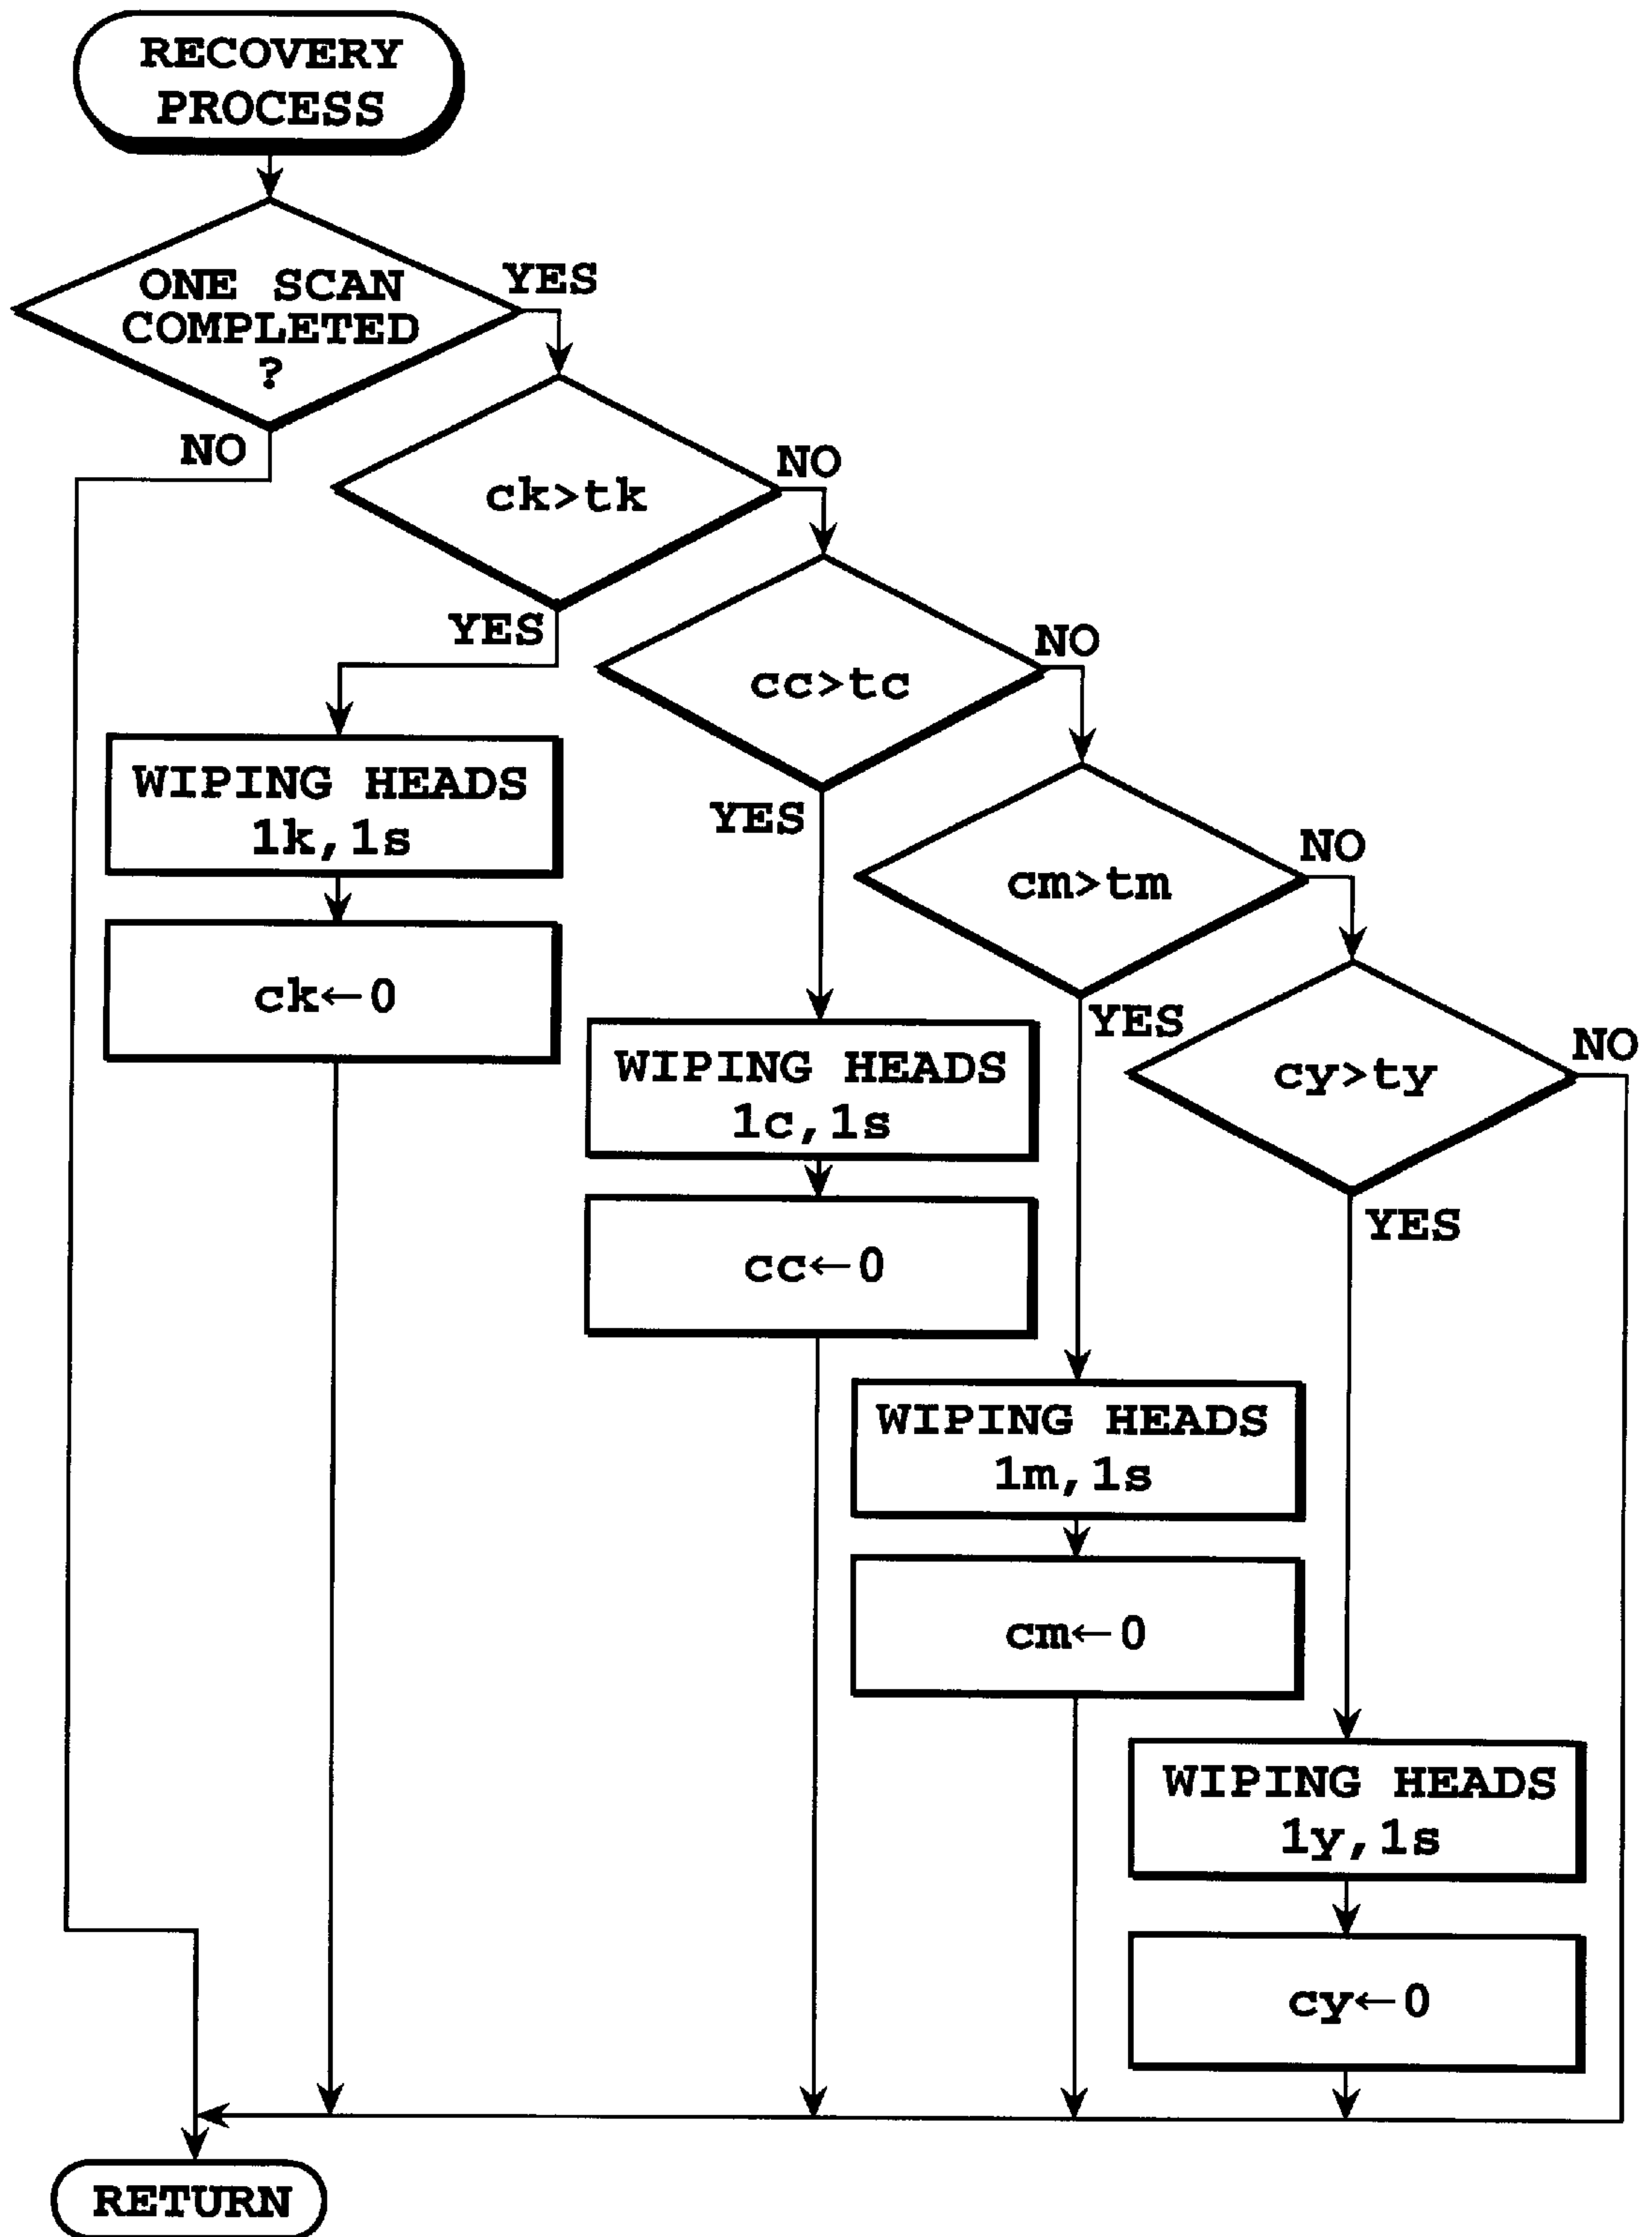 RECOVERY
PROCESS
ONE SCAN
COMPLETED
?
YES
NO
ck>tk
NO
YES
cc>tc
NO
YES
WIPING HEADS
1k,1s
ck←0
cm>tm
NO
YES
WIPING HEADS
1c,1s
cc←0
cy>ty
NO
YES
WIPING HEADS
1m,1s
cm←0
WIPING HEADS
1y,1s
cy←0
RETURN